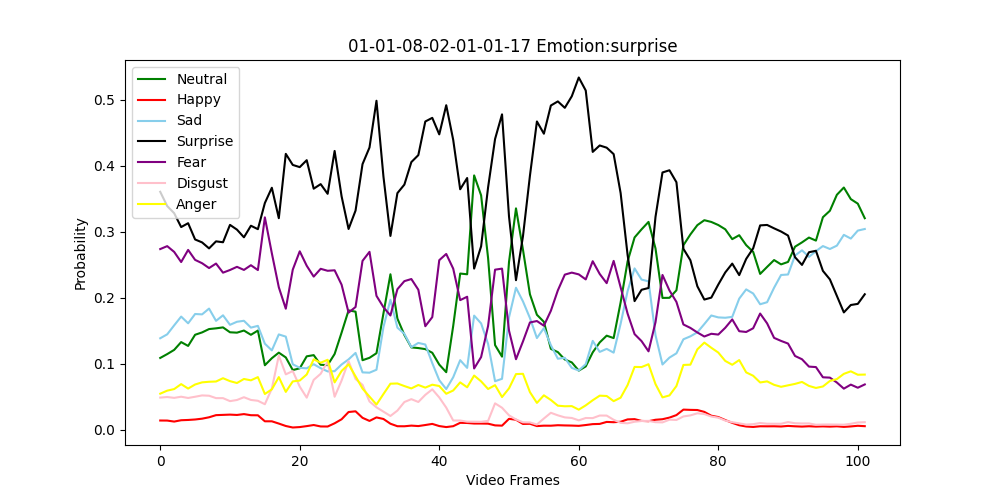 01-01-08-02-01-01-17 Emotion:surprise
Neutral
Happy
Sad
Surprise
Fear
Disgust
Anger
0.5
0.4
0.3
0.2
0.1
0.0
Probability
0 20 40 60 80 100
Video Frames